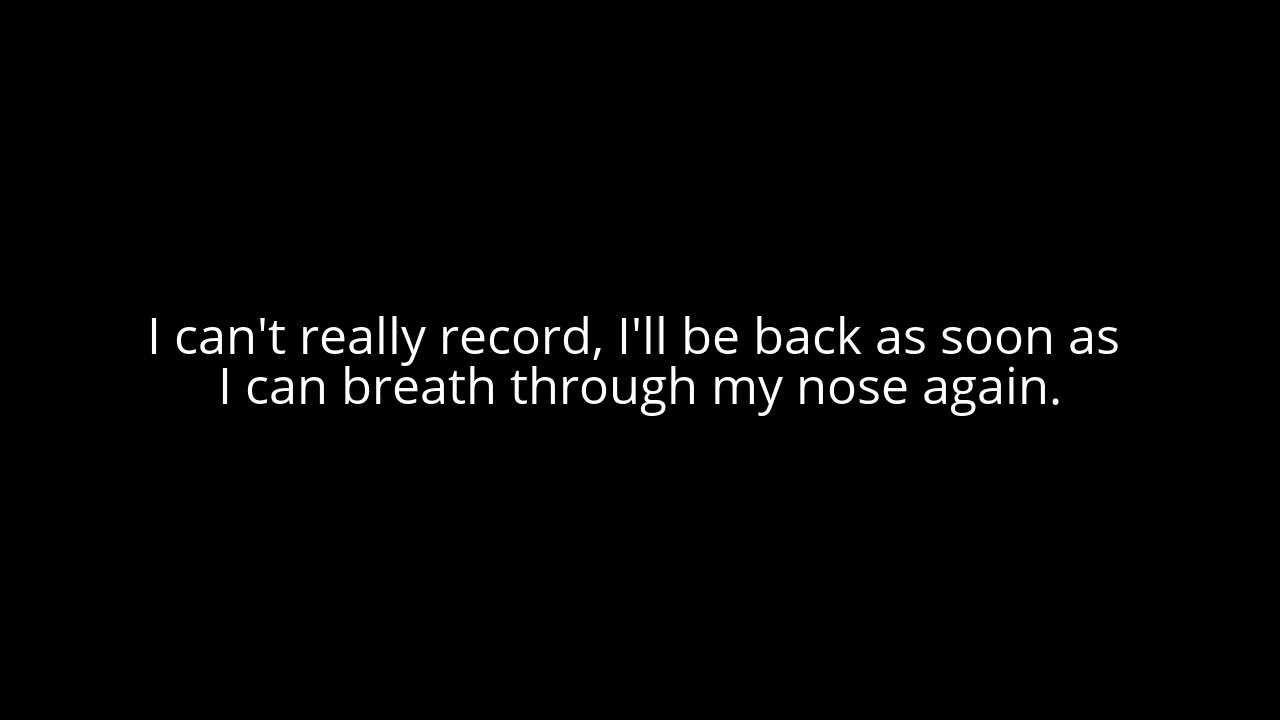 I can't really record, I'll be back as soon as
I can breath through my nose again.